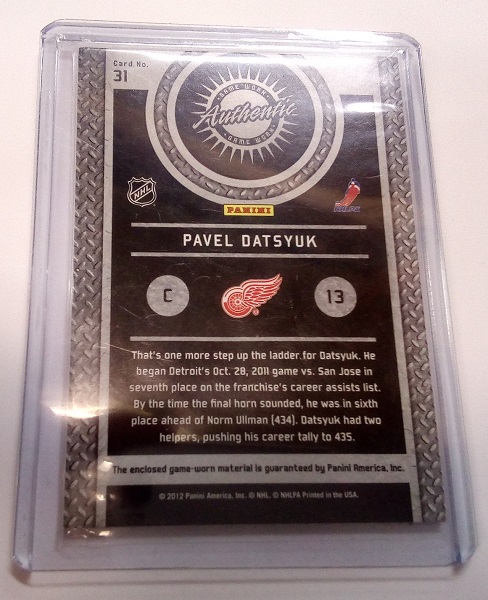 Card No.
31
GAME WORN
Authentic
GAME WORN
NHL
PANINI
NHLPA
PAVEL DATSYUK
C
13
That's one more step up the ladder for Datsyuk. He
began Detroit's Oct. 28, 2011 game vs. San Jose in
seventh place on the franchise's career assists list.
By the time the final horn sounded, he was in sixth
place ahead of Norm Ullman (434). Datsyuk had two
helpers, pushing his career tally to 435.
The enclosed game-worn material is guaranteed by Panini America, Inc.
© 2012 Panini America, Inc. © NHL. © NHLPA Printed in the USA.